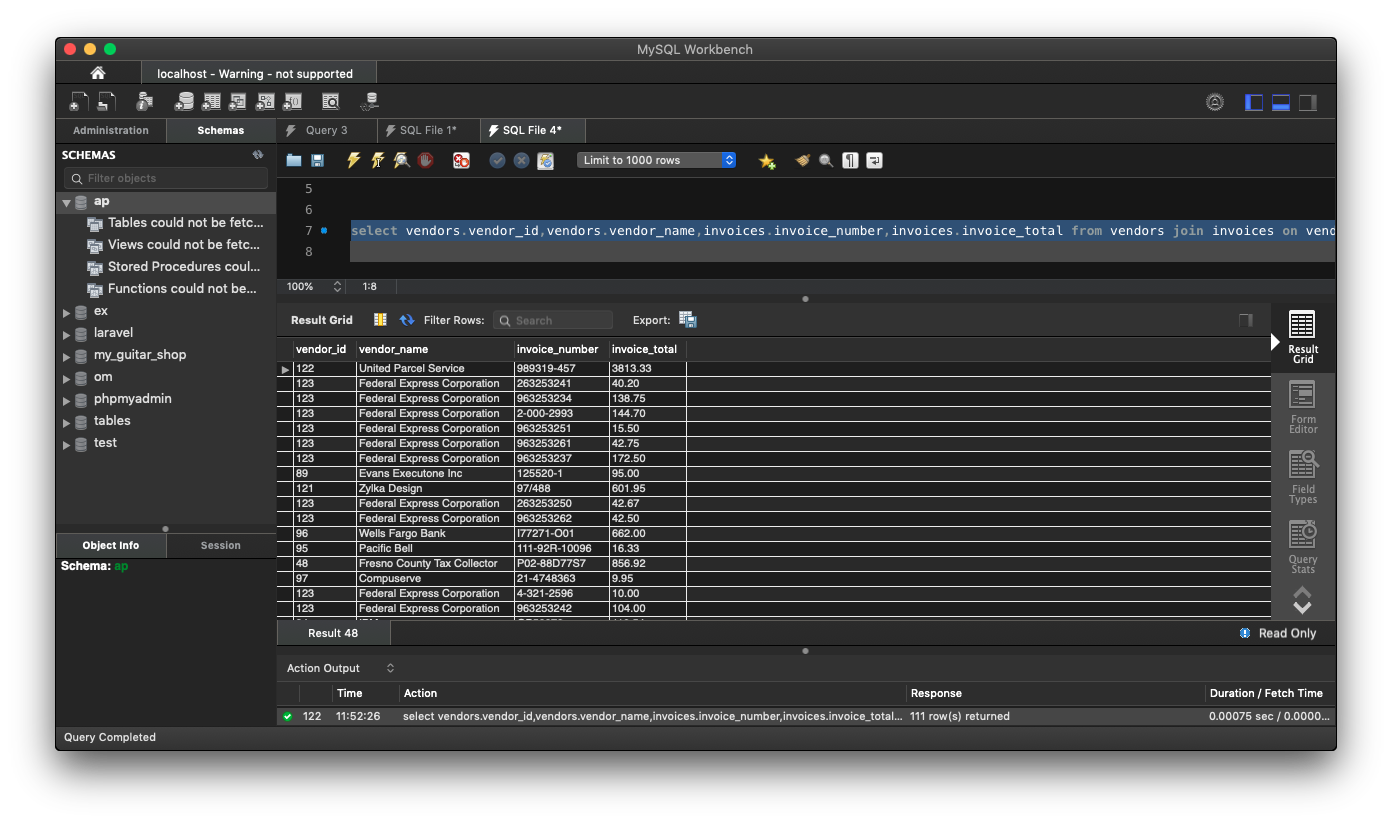 MySQL Workbench
localhost - Warning - not supported
Administration Schemas Query 3 SQL File 1* SQL File 4*
SCHEMAS
Filter objects
Limit to 1000 rows
ap
Tables could not be fetc...
Views could not be fetc...
Stored Procedures coul...
Functions could not be...
ex
laravel
my_guitar_shop
om
phpmyadmin
tables
test
Object Info Session
Schema: ap
5
6
7 select vendors.vendor_id,vendors.vendor_name,invoices.invoice_number,invoices.invoice_total from vendors join invoices on vend
8
100% 1:8
Result Grid Filter Rows: Search Export:
vendor_id vendor_name invoice_number invoice_total
122 United Parcel Service 989319-457 3813.33
123 Federal Express Corporation 263253241 40.20
123 Federal Express Corporation 963253234 138.75
123 Federal Express Corporation 2-000-2993 144.70
123 Federal Express Corporation 963253251 15.50
123 Federal Express Corporation 963253261 42.75
123 Federal Express Corporation 963253237 172.50
89 Evans Executone Inc 125520-1 95.00
121 Zylka Design 97/488 601.95
123 Federal Express Corporation 263253250 42.67
123 Federal Express Corporation 963253262 42.50
96 Wells Fargo Bank I77271-O01 662.00
95 Pacific Bell 111-92R-10096 16.33
48 Fresno County Tax Collector P02-88D77S7 856.92
97 Compuserve 21-4748363 9.95
123 Federal Express Corporation 4-321-2596 10.00
123 Federal Express Corporation 963253242 104.00
Result
Grid
Form
Editor
Field
Types
Query
Stats
Result 48 Read Only
Action Output
Time Action Response Duration / Fetch Time
122 11:52:26 select vendors.vendor_id,vendors.vendor_name,invoices.invoice_number,invoices.invoice_total... 111 row(s) returned 0.00075 sec / 0.0000...
Query Completed